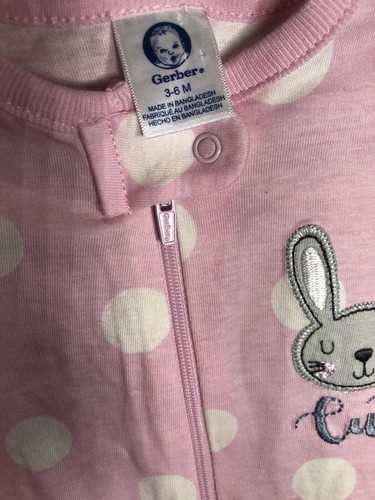 Gerber®
3-6 M
MADE IN BANGLADESH
FABRIQUÉ AU BANGLADESH
HECHO EN BANGLADESH